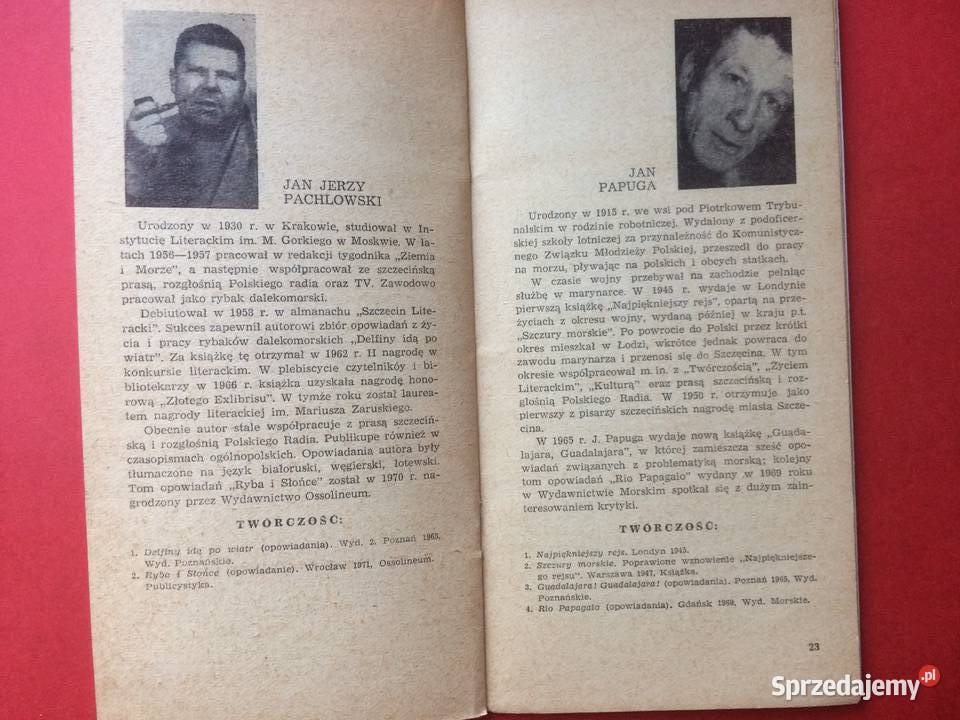 JAN JERZY
PACHLOWSKI
Urodzony w 1930 r. w Krakowie, studiował w In-
stytucie Literackim im. M. Gorkiego w Moskwie. W la-
tach 1956—1957 pracował w redakcji tygodnika „Ziemia
i Morze", a następnie współpracował ze szczecińską
prasą, rozgłośnią Polskiego radia oraz TV. Zawodowo
pracował jako rybak dalekomorski.
Debiutował w 1953 r. w almanachu „Szczecin Lite-
racki". Sukces zapewnił autorowi zbiór opowiadań z ży-
cia i pracy rybaków dalekomorskich „Delfiny idą po
wiatr". Za książkę tę otrzymał w 1962 r. II nagrodę w
konkursie literackim. W plebiscycie czytelników i bi-
bliotekarzy w 1966 r. książka uzyskała nagrodę hono-
rową „Złotego Exlibrisu". W tymże roku został laurea-
tem nagrody literackiej im. Mariusza Zaruskiego.
Obecnie autor stale współpracuje z prasą szczeciń-
ską i rozgłośnią Polskiego Radia. Publikupe również w
czasopismach ogólnopolskich. Opowiadania autora były
tłumaczone na język białoruski, węgierski, łotewski.
Tom opowiadań „Ryba i Słońce" został w 1970 r. na-
grodzony przez Wydawnictwo Ossolineum.
TWÓRCZOŚĆ:
1. Delfiny idą po wiatr (opowiadania). Wyd. 2. Poznań 1963,
Wyd. Poznańskie.
2. Ryba i Słońce (opowiadanie). Wrocław 1971, Ossolineum.
Publicystyka.
JAN
PAPUGA
Urodzony w 1915 r. we wsi pod Piotrkowem Trybu-
nalskim w rodzinie robotniczej. Wydalony z podoficer-
skiej szkoły lotniczej za przynależność do Komunistycz-
nego Związku Młodzieży Polskiej, przeszedł do pracy
na morzu, pływając na polskich i obcych statkach.
W czasie wojny przebywał na zachodzie pełniąc
służbę w marynarce. W 1945 r. wydaje w Londynie
pierwszą książkę „Najpiękniejszy rejs", opartą na prze-
życiach z okresu wojny, wydaną później w kraju p.t.
„Szczury morskie". Po powrocie do Polski przez krótki
okres mieszkał w Łodzi, wkrótce jednak powraca do
zawodu marynarza i przenosi się do Szczecina. W tym
okresie współpracował m. in. z „Twórczością", „Życiem
Literackim", „Kulturą" oraz prasą szczecińską i roz-
głośnią Polskiego Radia. W 1950 r. otrzymuje jako
pierwszy z pisarzy szczecińskich nagrodę miasta Szcze-
cina.
W 1965 r. J. Papuga wydaje nową książkę „Guada-
lajara, Guadalajara", w której zamieszcza sześć opo-
wiadań związanych z problematyką morską; kolejny
tom opowiadań „Rio Papagaio" wydany w 1969 roku
w Wydawnictwie Morskim spotkał się z dużym zain-
teresowaniem krytyki.
TWÓRCZOŚĆ:
1. Najpiękniejszy rejs. Londyn 1945.
2. Szczury morskie. Poprawione wznowienie „Najpiękniejsze-
go rejsu". Warszawa 1947, Książka.
3. Guadalajara! Guadalajara! (opowiadania). Poznań 1965, Wyd.
Poznańskie.
4. Rio Papagaio (opowiadania). Gdańsk 1969, Wyd. Morskie.
23
Sprzedajemy.pl